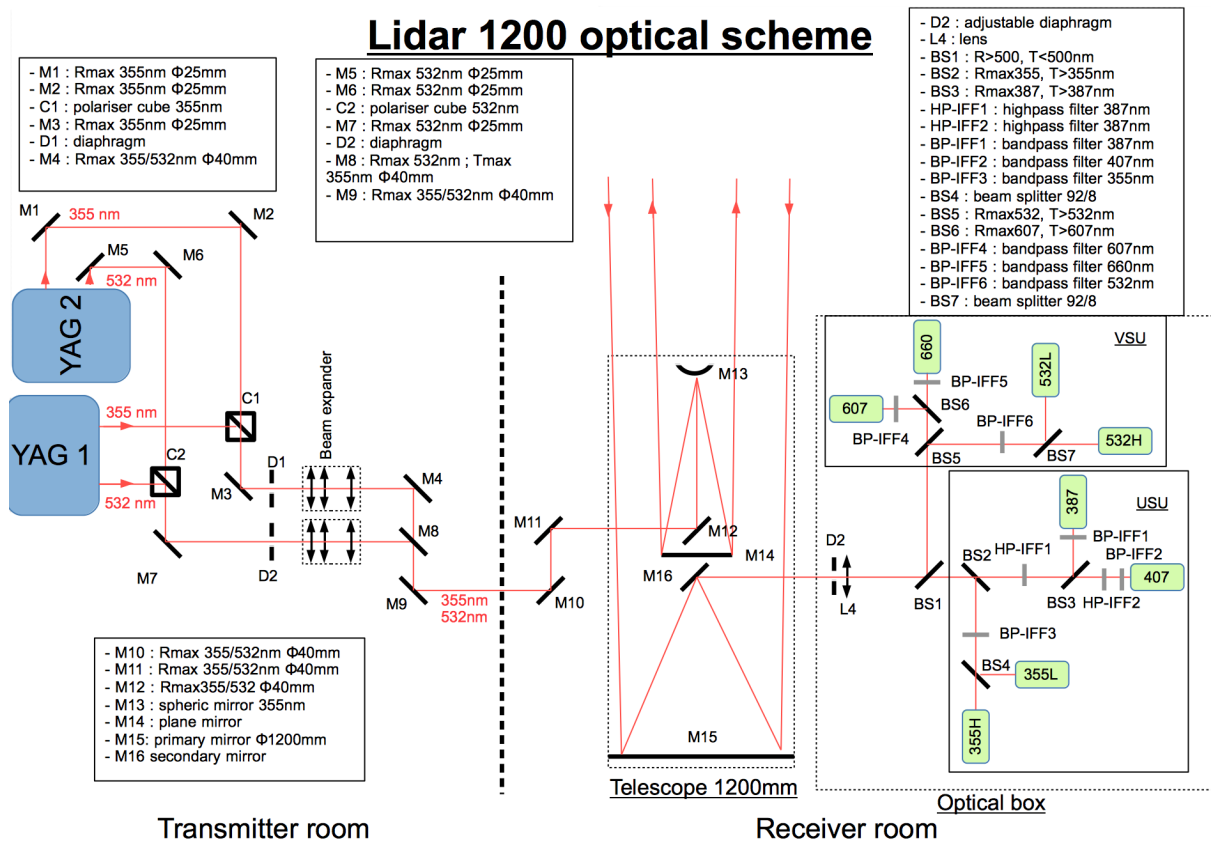 Lidar 1200 optical scheme
- M1 : Rmax 355nm Φ25mm
- M2 : Rmax 355nm Φ25mm
- C1 : polariser cube 355nm
- M3 : Rmax 355nm Φ25mm
- D1 : diaphragm
- M4 : Rmax 355/532nm Φ40mm
- M5 : Rmax 532nm Φ25mm
- M6 : Rmax 532nm Φ25mm
- C2 : polariser cube 532nm
- M7 : Rmax 532nm Φ25mm
- D2 : diaphragm
- M8 : Rmax 532nm ; Tmax
355nm Φ40mm
- M9 : Rmax 355/532nm Φ40mm
- D2 : adjustable diaphragm
- L4 : lens
- BS1 : R>500, T<500nm
- BS2 : Rmax355, T>355nm
- BS3 : Rmax387, T>387nm
- HP-IFF1 : highpass filter 387nm
- HP-IFF2 : highpass filter 387nm
- BP-IFF1 : bandpass filter 387nm
- BP-IFF2 : bandpass filter 407nm
- BP-IFF3 : bandpass filter 355nm
- BS4 : beam splitter 92/8
- BS5 : Rmax532, T>532nm
- BS6 : Rmax607, T>607nm
- BP-IFF4 : bandpass filter 607nm
- BP-IFF5 : bandpass filter 660nm
- BP-IFF6 : bandpass filter 532nm
- BS7 : beam splitter 92/8
M1
355 nm
M2
M5
M6
532 nm
YAG 2
YAG 1
355 nm
C1
C2
532 nm
M3
D1
Beam expander
M4
M7
D2
M8
M9
355nm
532nm
M10
M11
M12
M13
M14
M16
M15
Telescope 1200mm
D2
L4
BS1
VSU
660
BP-IFF5
607
BS6
BP-IFF4
BS5
BP-IFF6
532L
BS7
532H
USU
387
BS2
HP-IFF1
BP-IFF1
BP-IFF2
407
BS3
HP-IFF2
BP-IFF3
BS4
355L
355H
Optical box
- M10 : Rmax 355/532nm Φ40mm
- M11 : Rmax 355/532nm Φ40mm
- M12 : Rmax355/532 Φ40mm
- M13 : spheric mirror 355nm
- M14 : plane mirror
- M15: primary mirror Φ1200mm
- M16 secondary mirror
Transmitter room
Receiver room